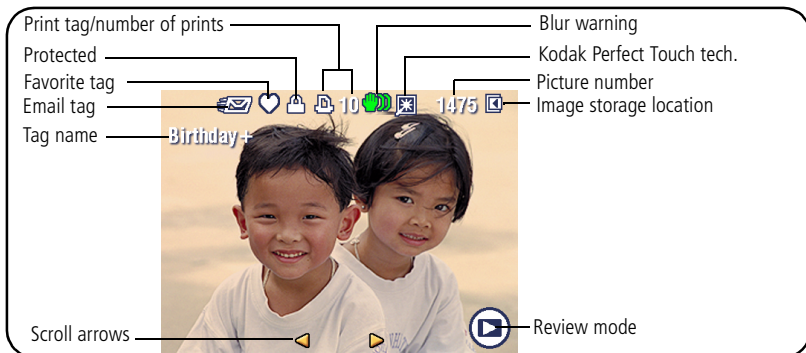 Print tag/number of prints
Protected
Favorite tag
Email tag
Tag name
Scroll arrows
Blur warning
Kodak Perfect Touch tech.
Picture number
Image storage location
Review mode
10
1475
Birthday+